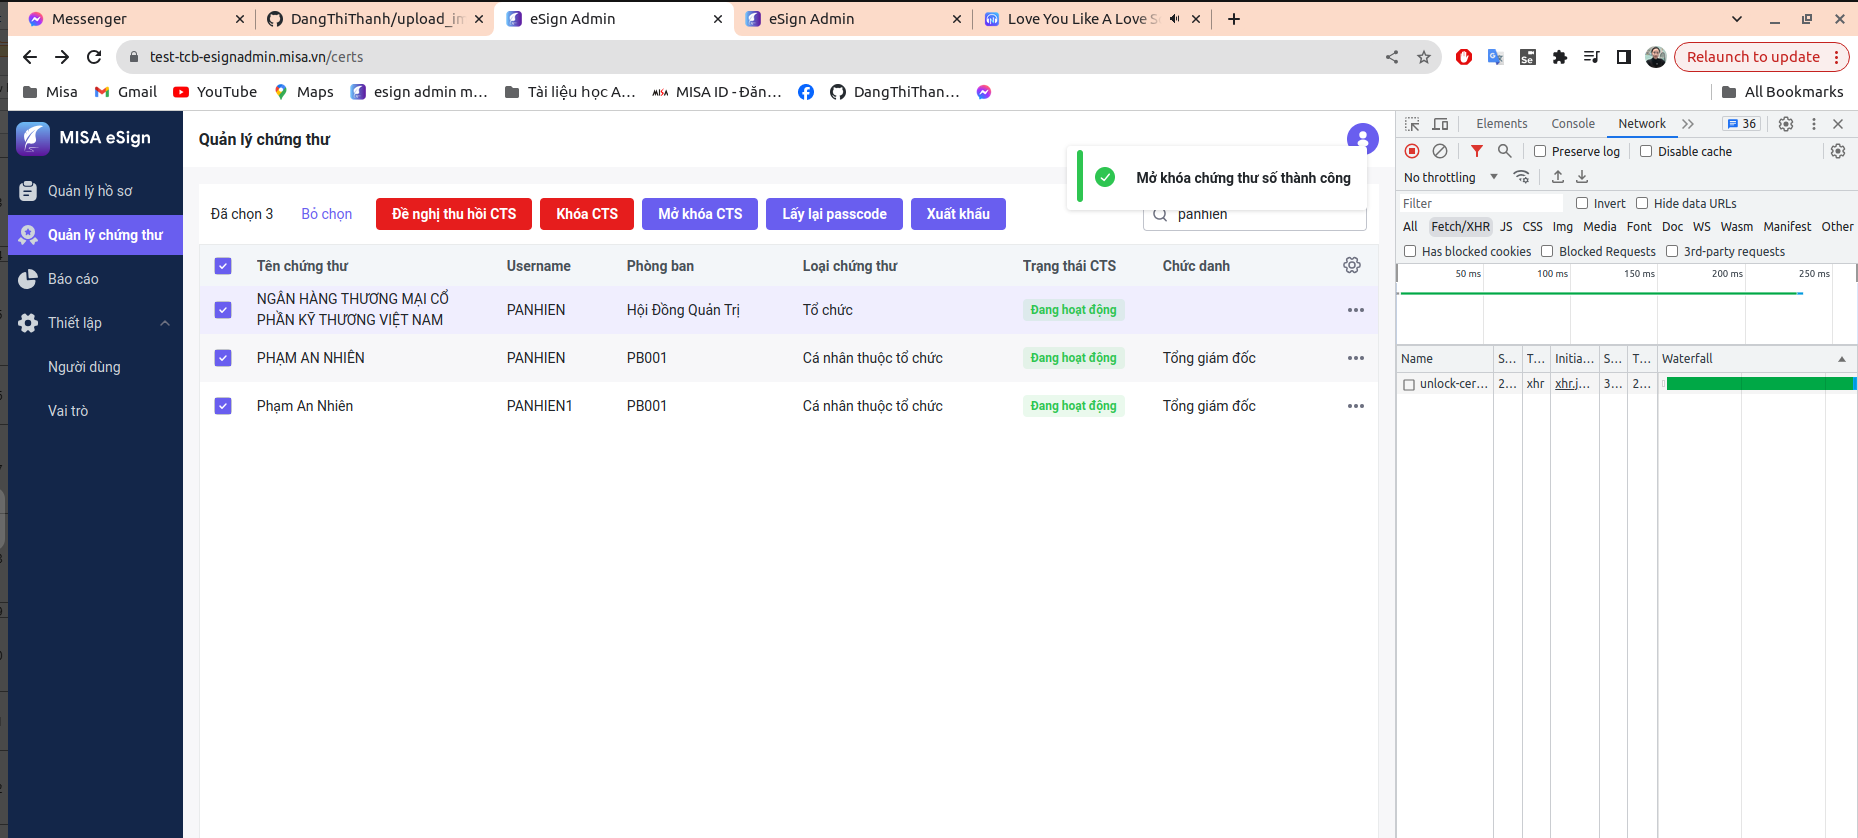 Messenger
DangThiThanh/upload_im
eSign Admin
eSign Admin
Love You Like A Love S
test-tcb-esignadmin.misa.vn/certs
Relaunch to update
Misa
Gmail
YouTube
Maps
esign admin m...
Tài liệu học A...
MISA ID - Đăn...
DangThiThan...
All Bookmarks
MISA eSign
Quản lý hồ sơ
Quản lý chứng thư
Báo cáo
Thiết lập
Người dùng
Vai trò
Quản lý chứng thư
Mở khóa chứng thư số thành công
Đã chọn 3
Bỏ chọn
Đề nghị thu hồi CTS
Khóa CTS
Mở khóa CTS
Lấy lại passcode
Xuất khẩu
panhien
Tên chứng thư
Username
Phòng ban
Loại chứng thư
Trạng thái CTS
Chức danh
NGÂN HÀNG THƯƠNG MẠI CỔ
PHẦN KỸ THƯƠNG VIỆT NAM
PANHIEN
Hội Đồng Quản Trị
Tổ chức
Đang hoạt động
PHẠM AN NHIÊN
PANHIEN
PB001
Cá nhân thuộc tổ chức
Đang hoạt động
Tổng giám đốc
Phạm An Nhiên
PANHIEN1
PB001
Cá nhân thuộc tổ chức
Đang hoạt động
Tổng giám đốc
Elements
Console
Network
36
Preserve log
Disable cache
No throttling
Filter
Invert
Hide data URLs
All
Fetch/XHR
JS
CSS
Img
Media
Font
Doc
WS
Wasm
Manifest
Other
Has blocked cookies
Blocked Requests
3rd-party requests
50 ms
100 ms
150 ms
200 ms
250 ms
Name
S...
T...
Initia...
S...
T...
Waterfall
unlock-cer...
2...
xhr
xhr.j...
3...
2...